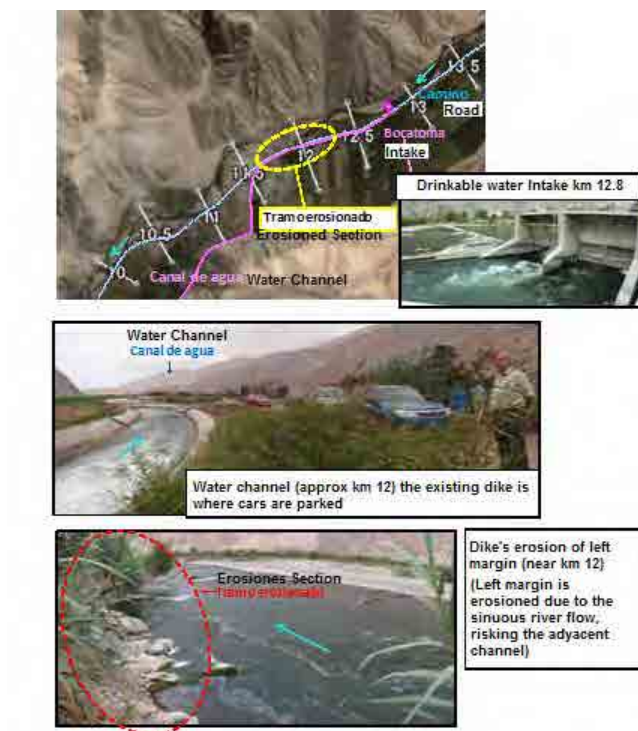 13.5
Camino
13
Road
12.5
Bocatoma
Intake
12
11.5
Drinkable water Intake km 12.8
Tramo erosionado
11
Erosioned Section
10.5
10
Canal de agua
Water Channel
Water Channel
Canal de agua
Water channel (approx km 12) the existing dike is
where cars are parked
Erosiones Section
Tramo erosionado
Dike's erosion of left
margin (near km 12)
(Left margin is
erosioned due to the
sinuous river flow,
risking the adjacent
channel)